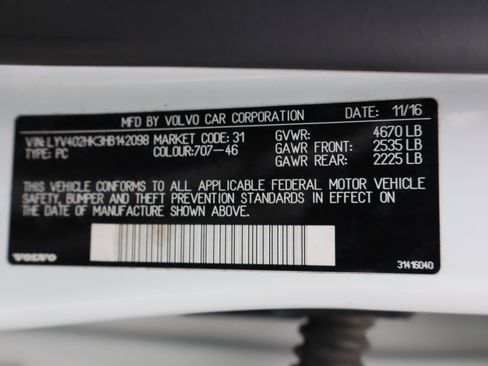 MFD BY VOLVO CAR CORPORATION DATE: 11/16
VIN: LYV402HK3HB142098 MARKET CODE: 31 GVWR: 4670 LB
TYPE: PC COLOUR:707-46 GAWR FRONT: 2535 LB
GAWR REAR: 2225 LB
THIS VEHICLE CONFORMS TO ALL APPLICABLE FEDERAL MOTOR VEHICLE
SAFETY, BUMPER AND THEFT PREVENTION STANDARDS IN EFFECT ON
THE DATE OF MANUFACTURE SHOWN ABOVE.
VOLVO 31416040